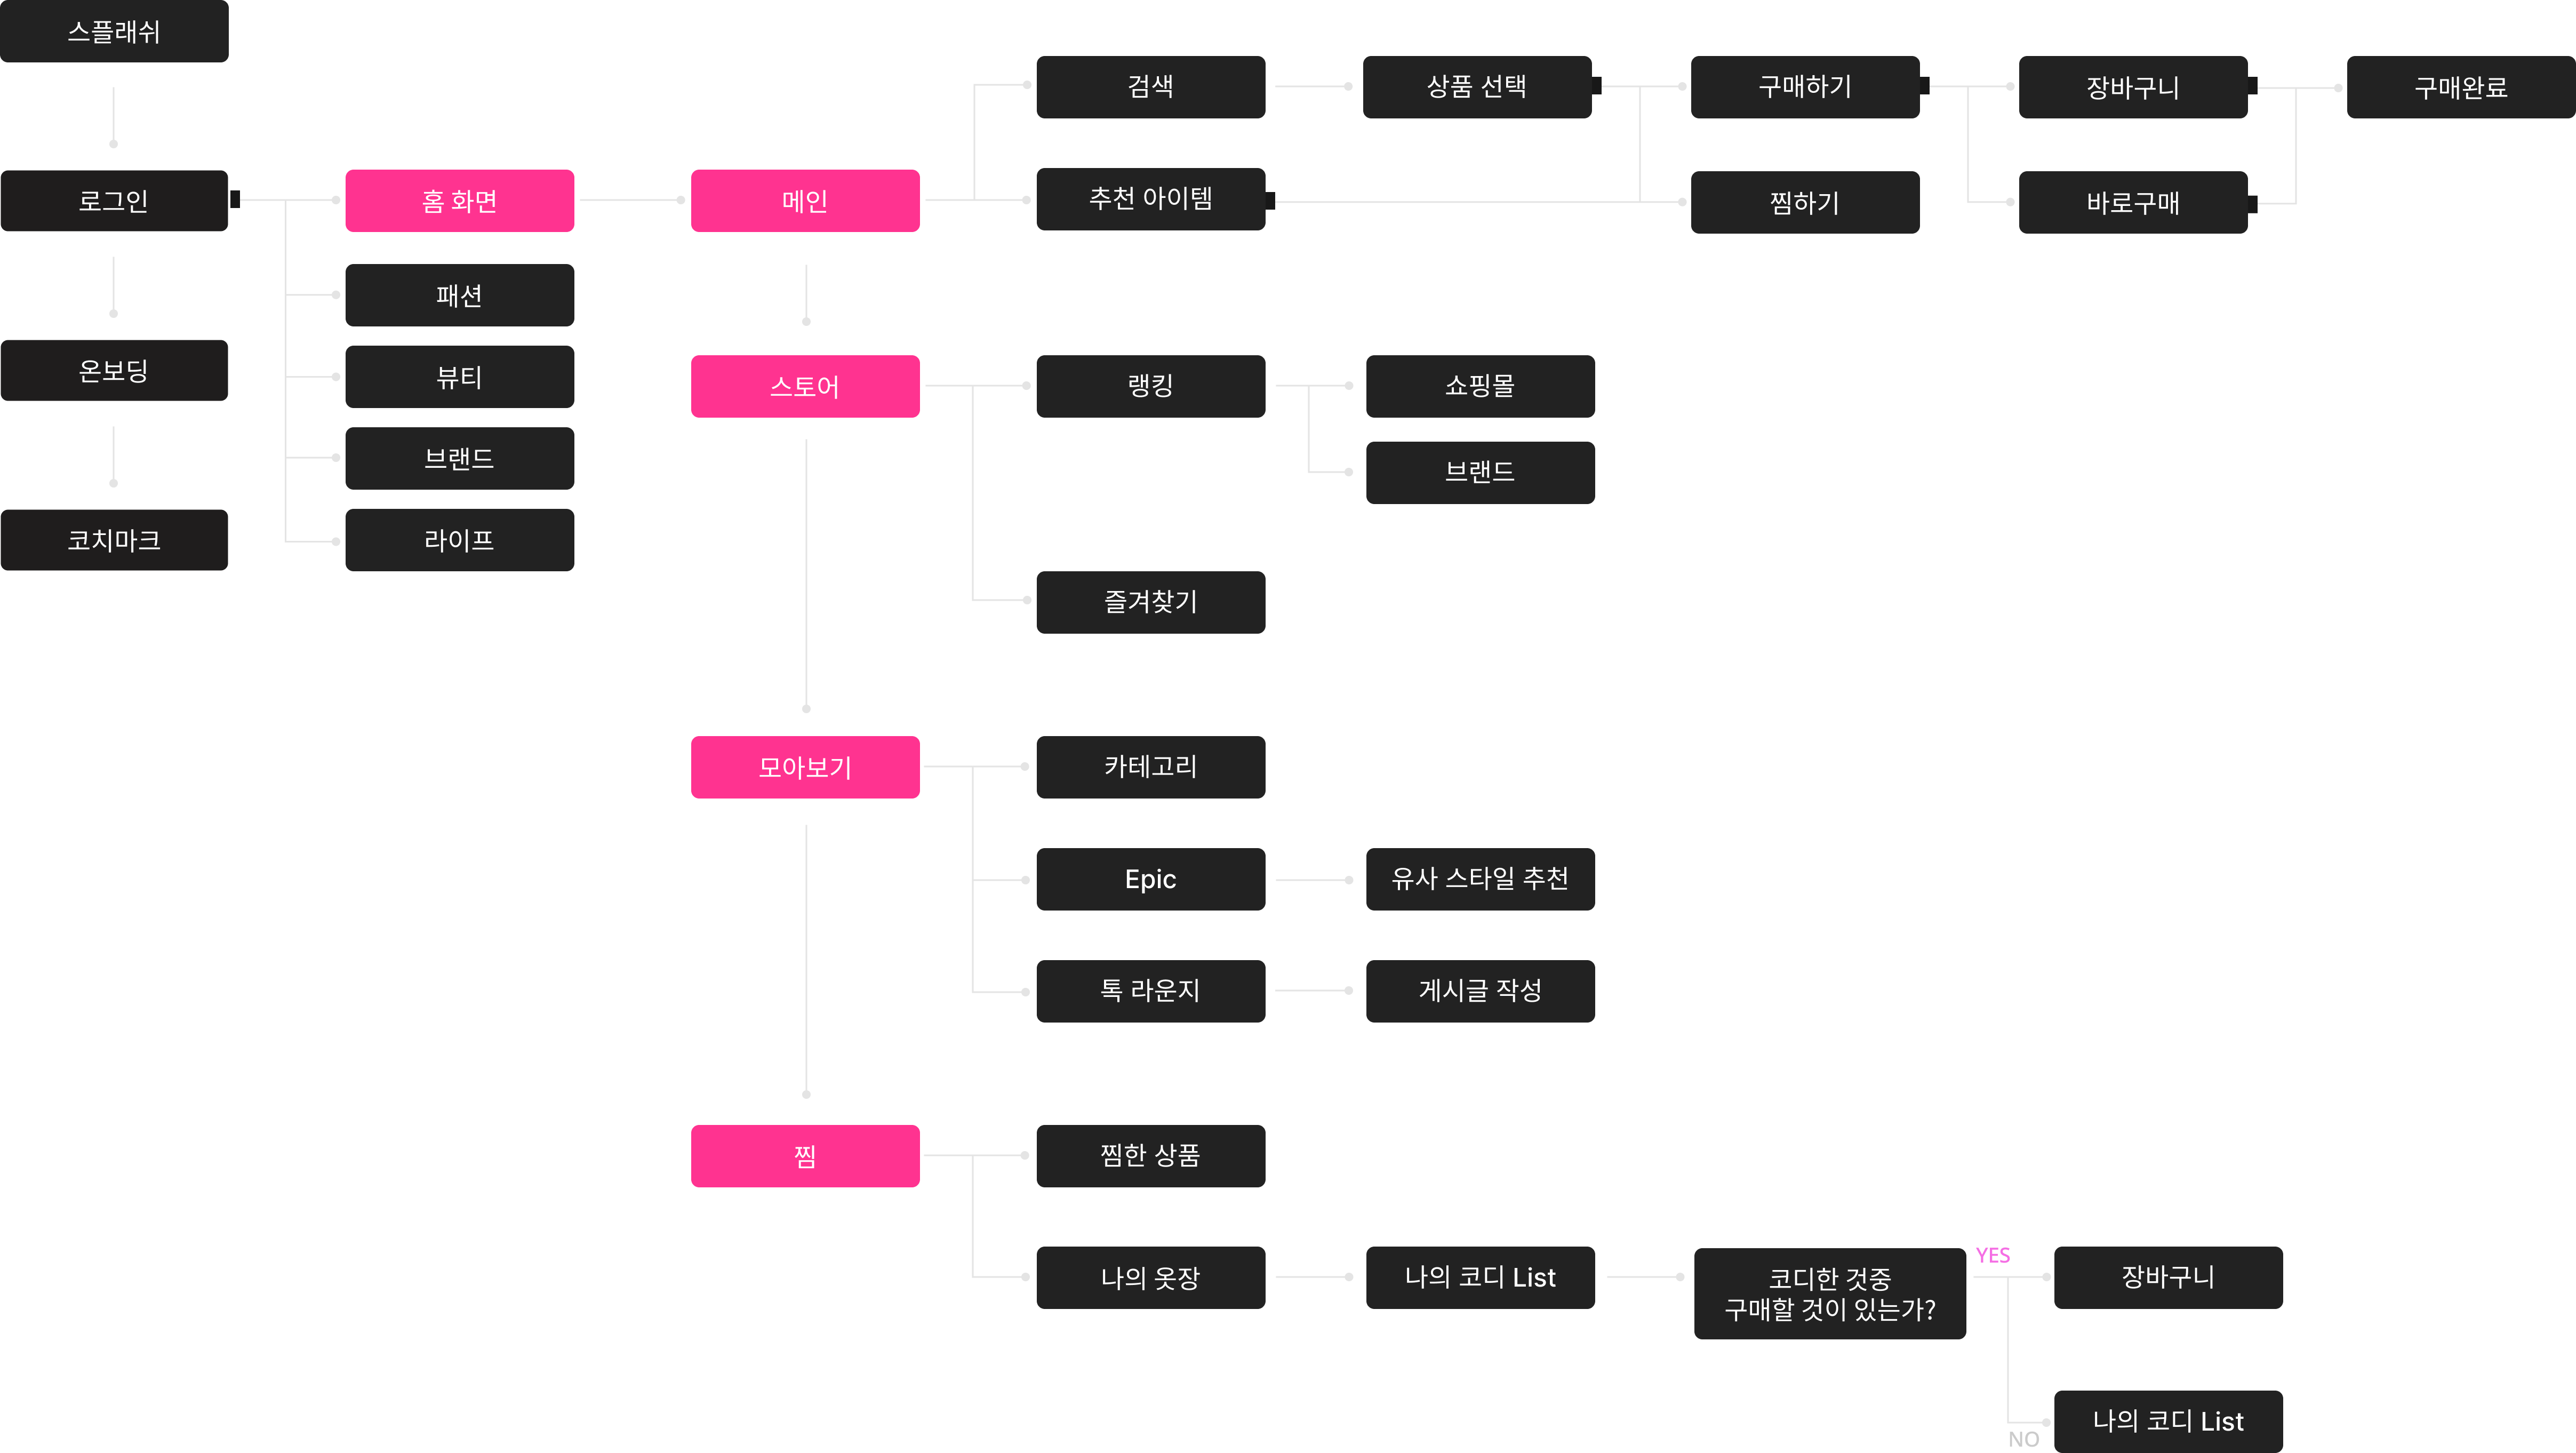 스플래쉬
검색
상품 선택
구매하기
장바구니
구매완료
로그인
홈 화면
메인
추천 아이템
찜하기
바로구매
패션
온보딩
뷰티
스토어
랭킹
쇼핑몰
브랜드
브랜드
코치마크
라이프
즐겨찾기
모아보기
카테고리
Epic
유사 스타일 추천
톡 라운지
게시글 작성
찜
찜한 상품
나의 옷장
나의 코디 List
코디한 것중
구매할 것이 있는가?
YES
장바구니
NO
나의 코디 List